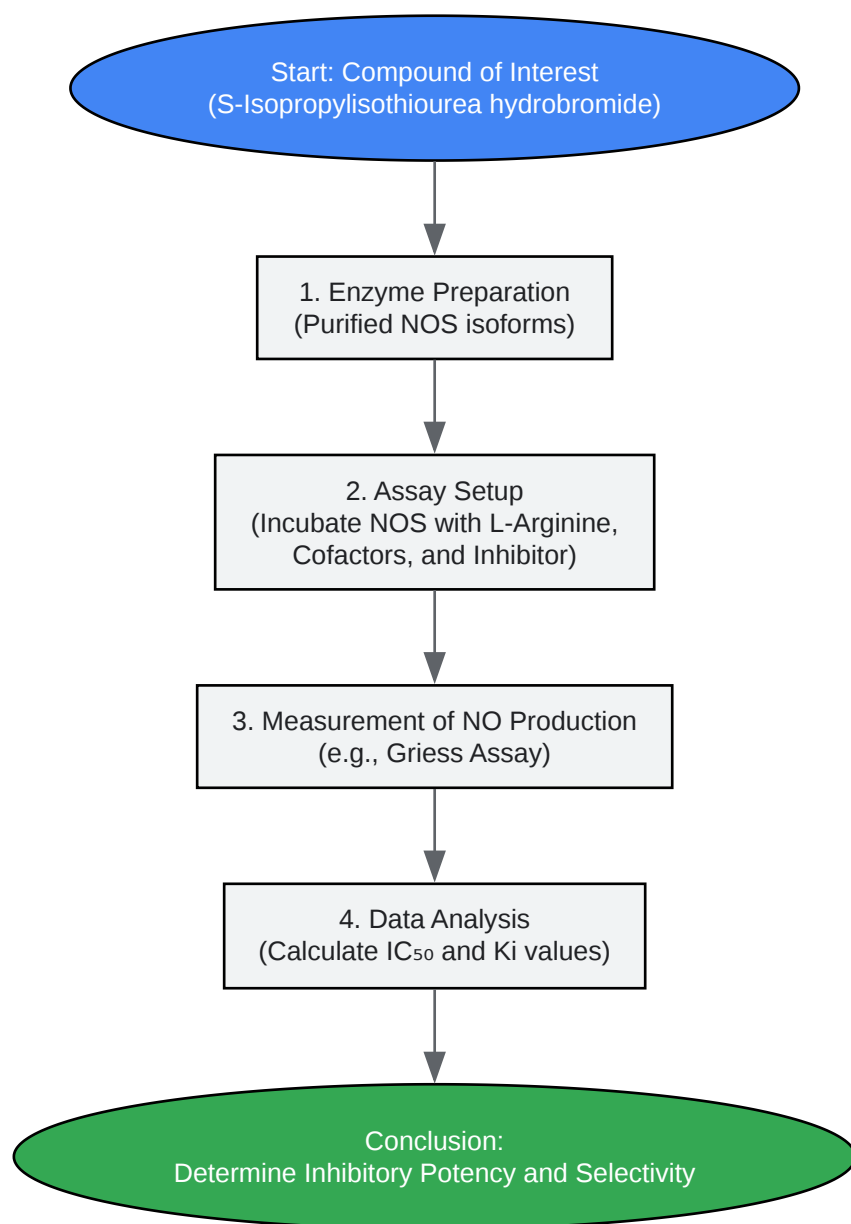 Start: Compound of Interest
(S-Isopropylisothiourea hydrobromide)
1. Enzyme Preparation
(Purified NOS isoforms)
2. Assay Setup
(Incubate NOS with L-Arginine,
Cofactors, and Inhibitor)
3. Measurement of NO Production
(e.g., Griess Assay)
4. Data Analysis
(Calculate IC₅₀ and Ki values)
Conclusion:
Determine Inhibitory Potency and Selectivity